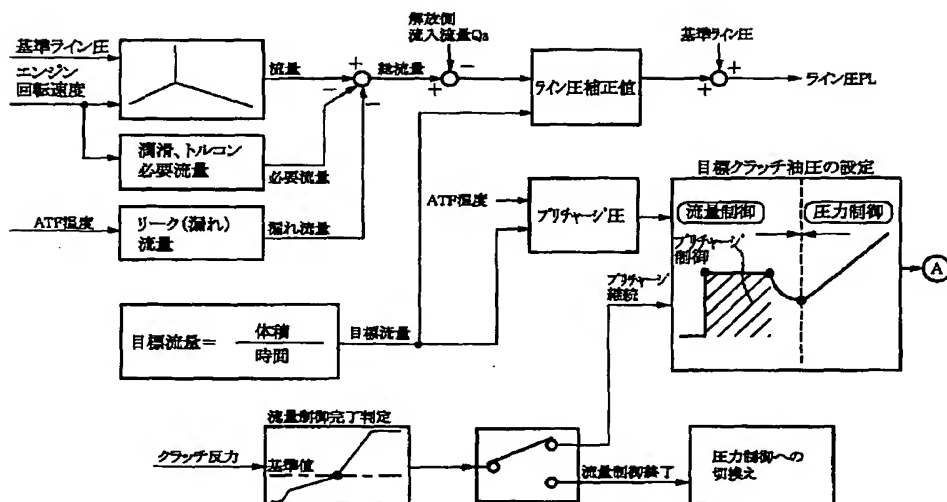 基準ライン圧
エンジン
回転速度
流量
潤滑、トルコン
必要流量
必要流量
ATF温度
リーク(漏れ)
流量
漏れ流量
総流量
解放側
流入流量Qa
ライン圧補正値
基準ライン圧
ライン圧PL
ATF温度
プリチャージ圧
目標クラッチ油圧の設定
流量制御
圧力制御
プリチャージ
制御
A
プリチャージ
継続
目標流量=
体積
時間
目標流量
流量制御完了判定
クラッチ反力
基準値
流量制御終了
圧力制御への
切換え